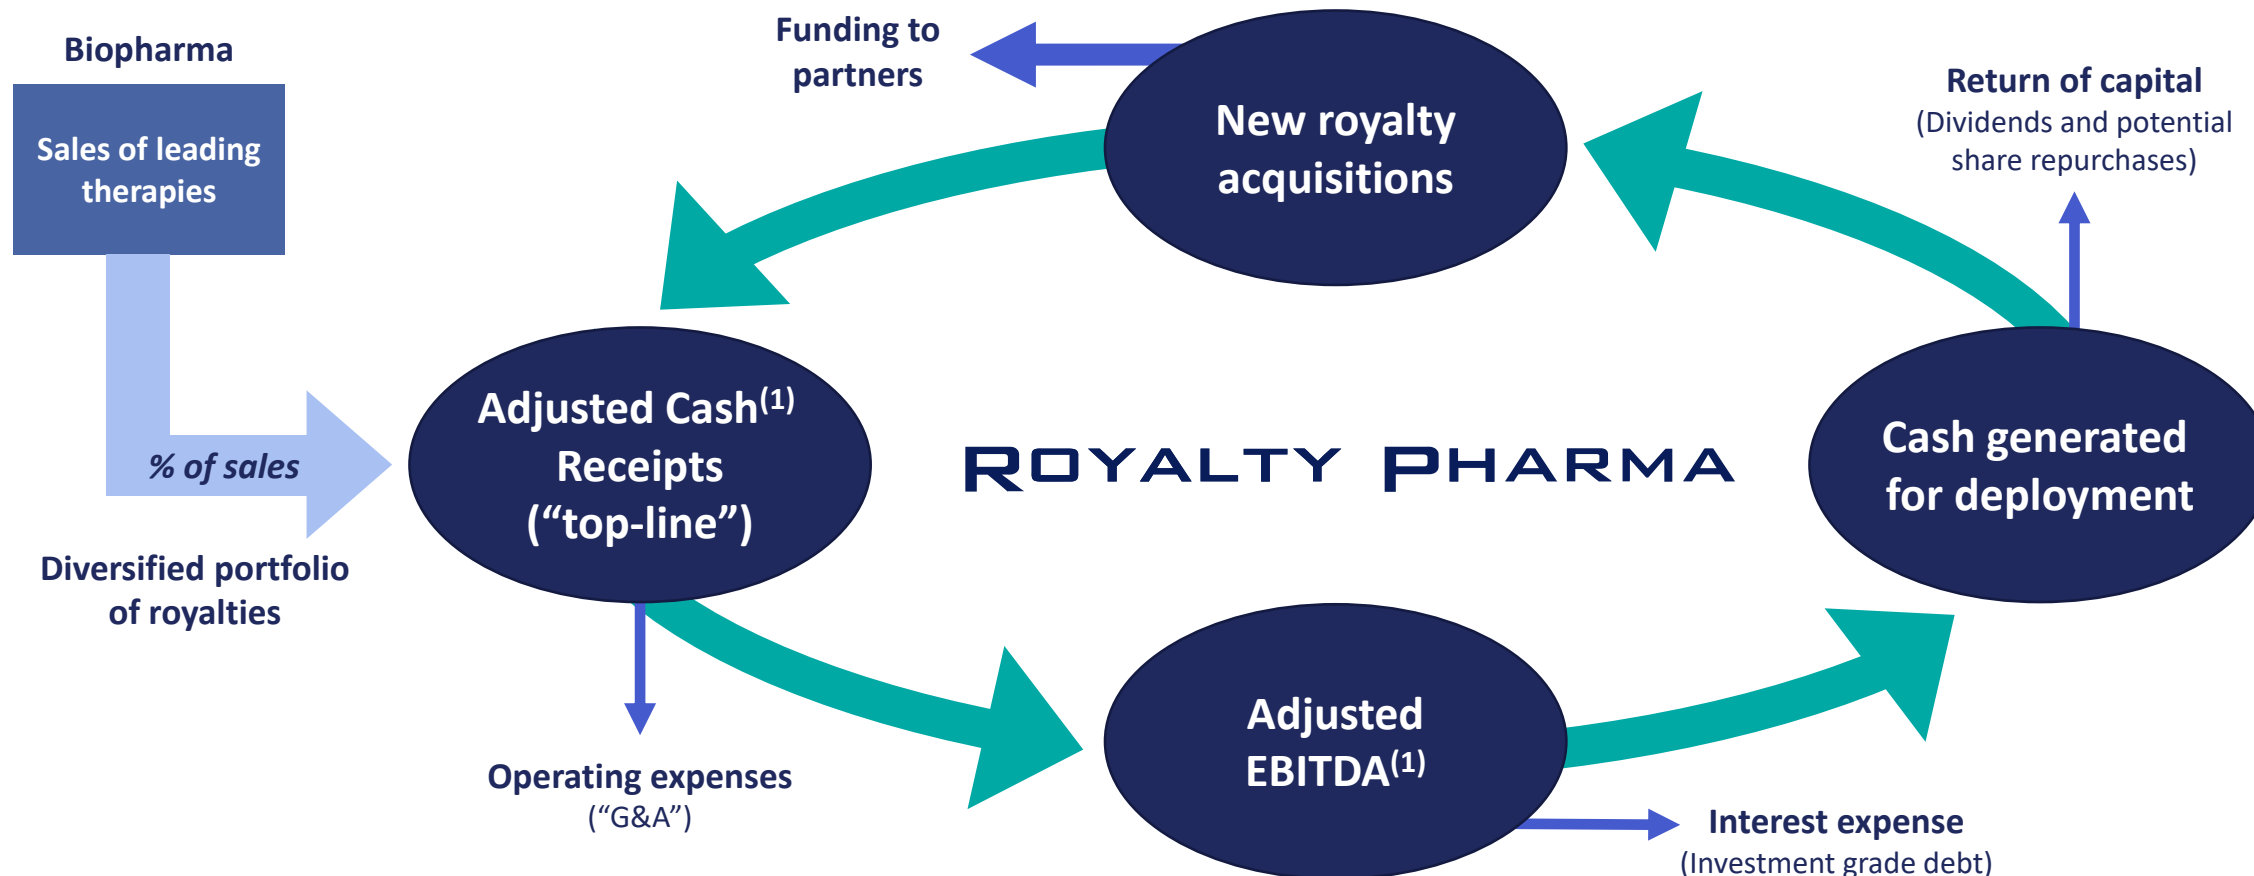 Biopharma
Sales of leading
therapies
% of sales
Diversified portfolio
of royalties
Funding to
partners
New royalty
acquisitions
Return of capital
(Dividends and potential
share repurchases)
Adjusted Cash(1)
Receipts
(“top-line”)
ROYALTY PHARMA
Cash generated
for deployment
Operating expenses
(“G&A”)
Adjusted
EBITDA(1)
Interest expense
(Investment grade debt)